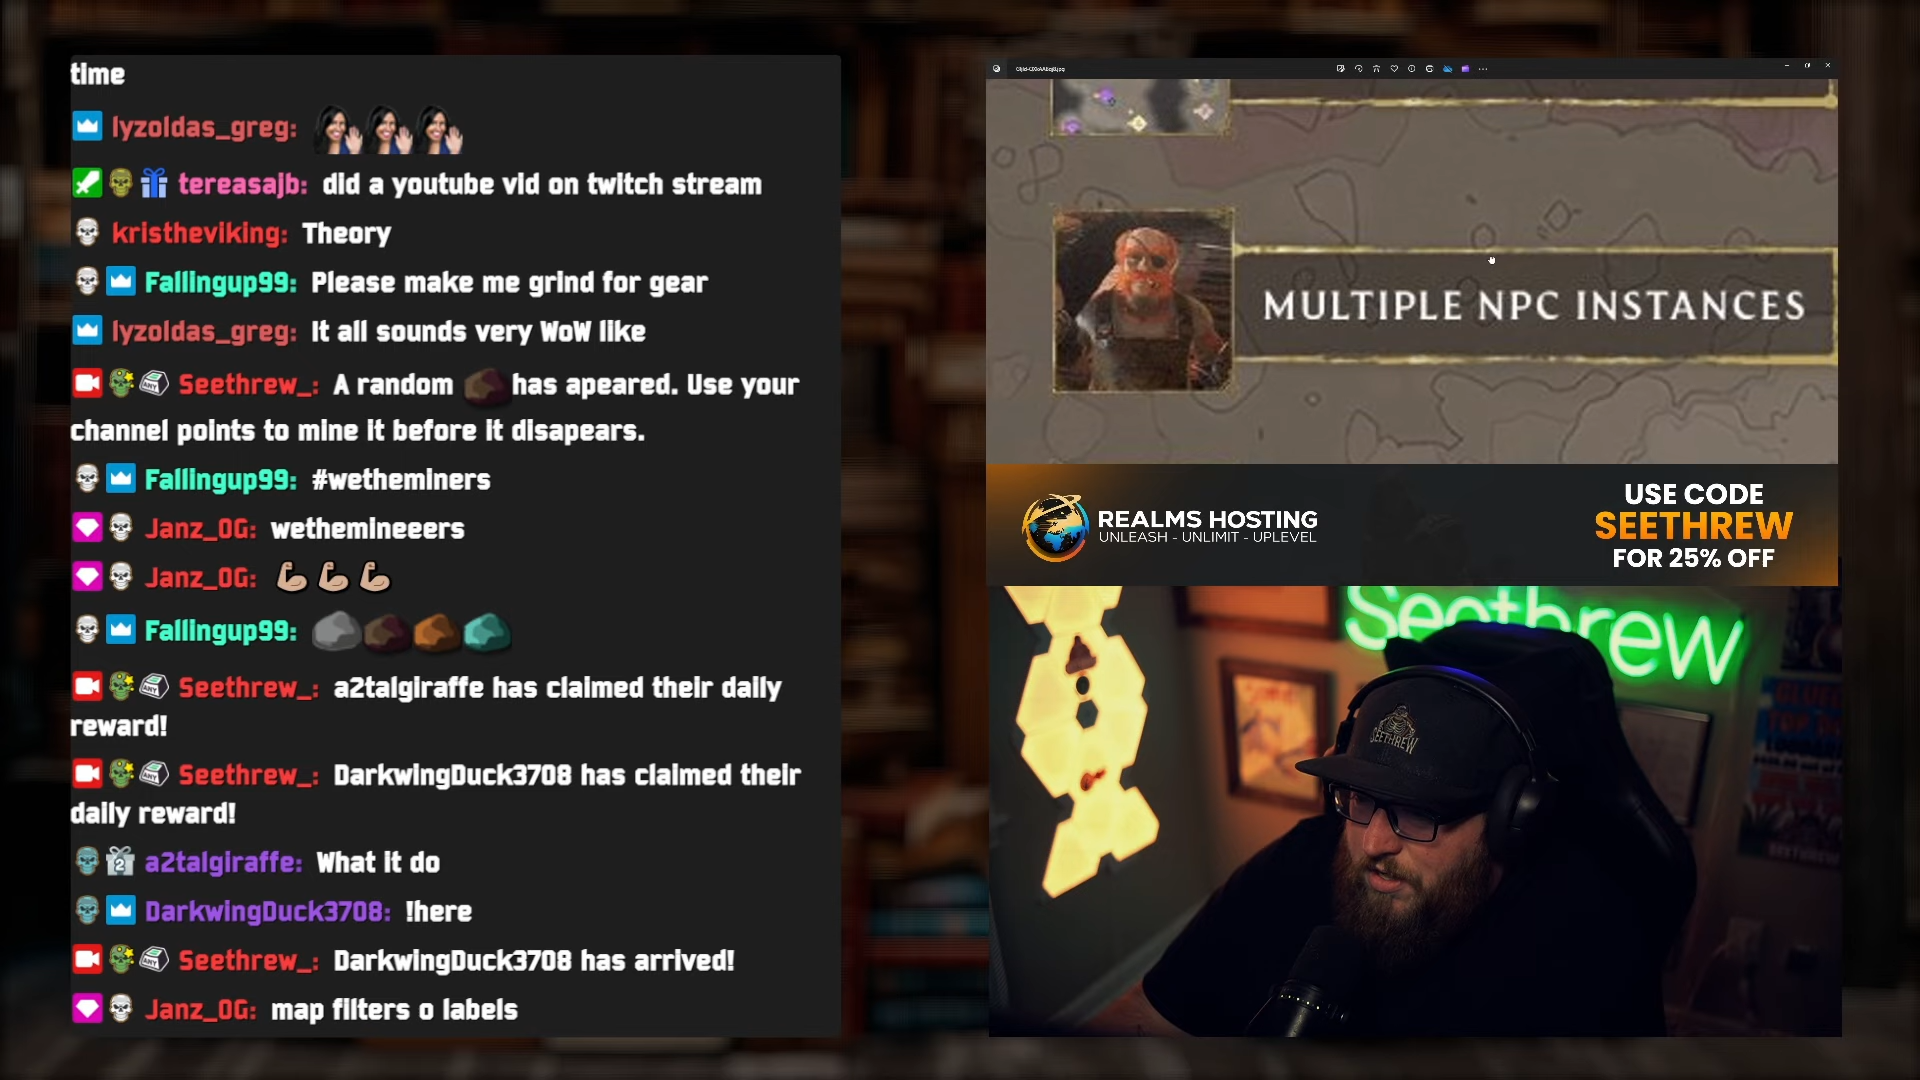 time
lyzoldas_greg:
tereasajb: did a youtube vid on twitch stream
kristheviking: Theory
Fallingup99: Please make me grind for gear
lyzoldas_greg: It all sounds very WoW like
Seethrew_: A random has apeared. Use your
channel points to mine it before it disapears.
Fallingup99: #wetheminers
Janz_OG: wethemineeers
Janz_OG:
Fallingup99:
Seethrew_: a2talgiraffe has claimed their daily
reward!
Seethrew_: DarkwingDuck3708 has claimed their
daily reward!
a2talgiraffe: What it do
DarkwingDuck3708: !here
Seethrew_: DarkwingDuck3708 has arrived!
Janz_OG: map filters o labels
MULTIPLE NPC INSTANCES
REALMS HOSTING
UNLEASH - UNLIMIT - UPLEVEL
USE CODE
SEETHREW
FOR 25% OFF
Seethrew
SEETHREW